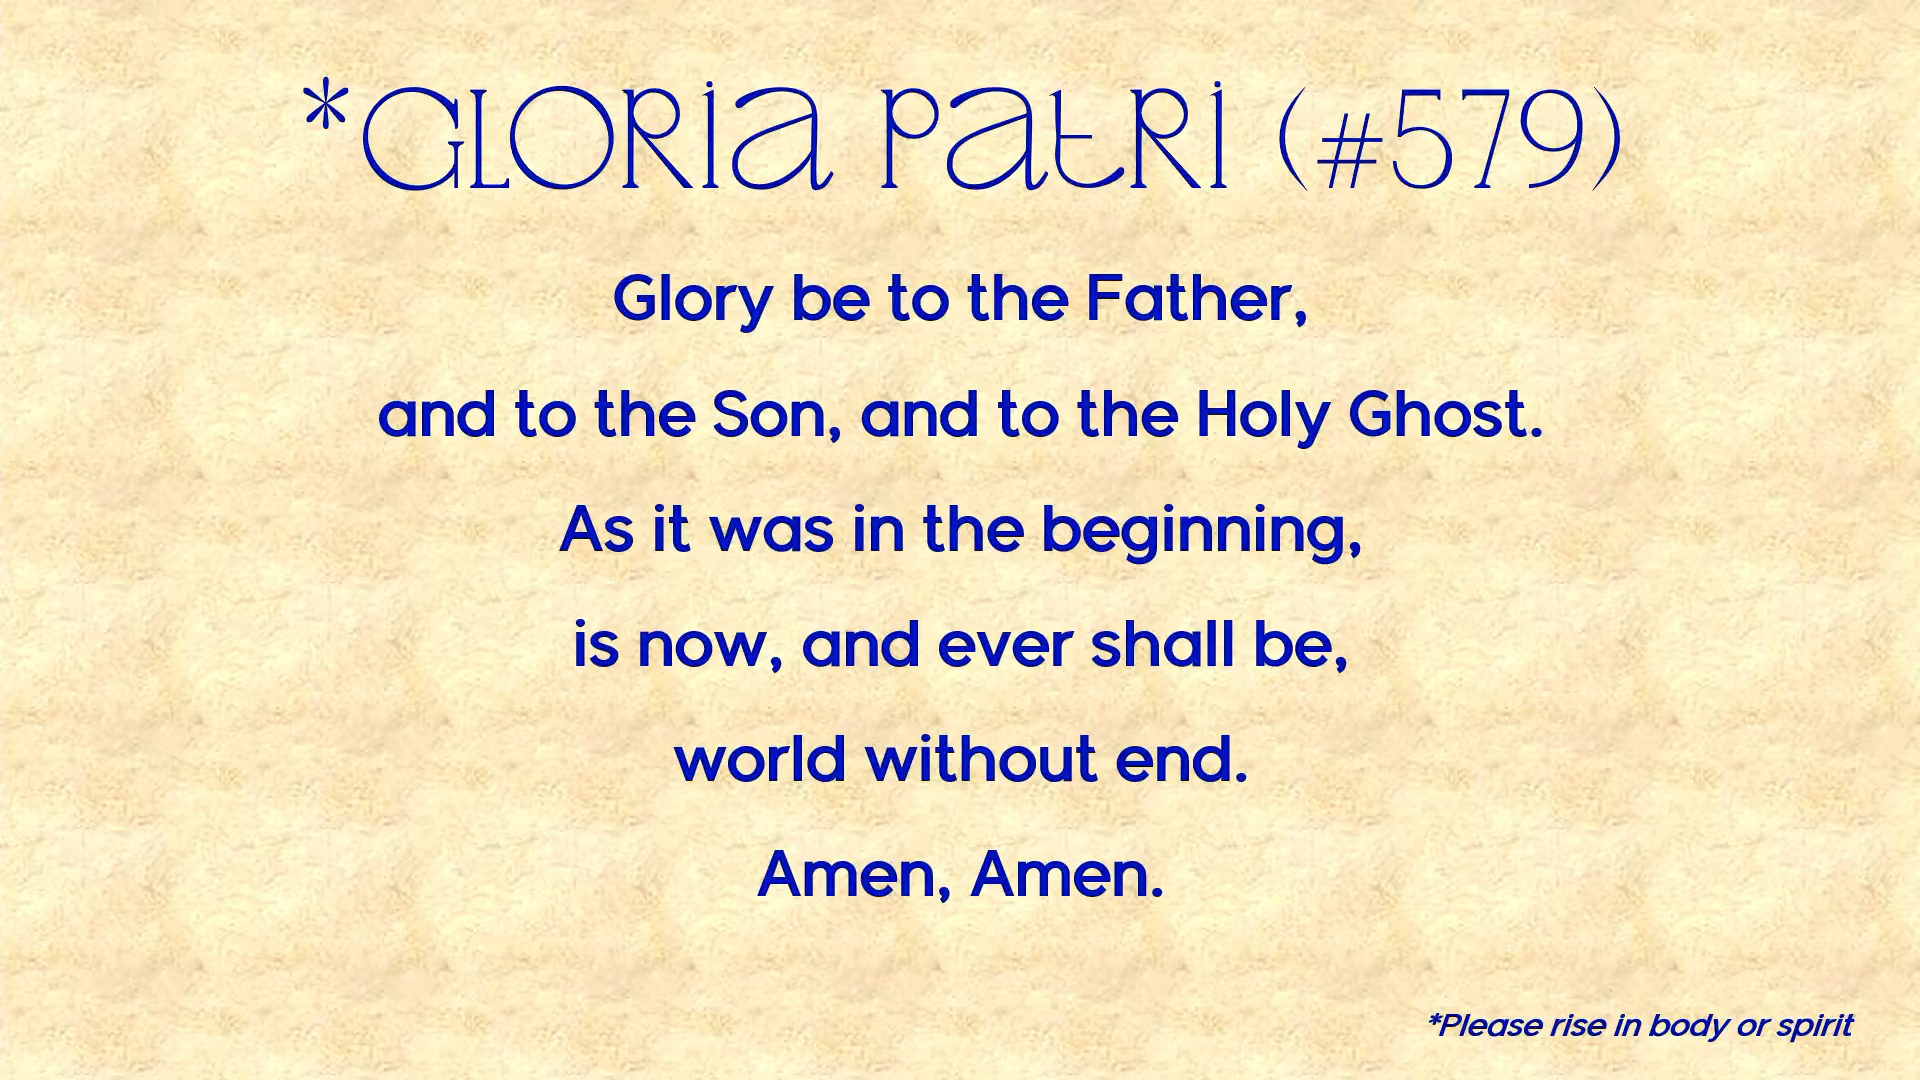 *GLORIA PATRI (#579)
Glory be to the Father,
and to the Son, and to the Holy Ghost.
As it was in the beginning,
is now, and ever shall be,
world without end.
Amen, Amen.
*Please rise in body or spirit